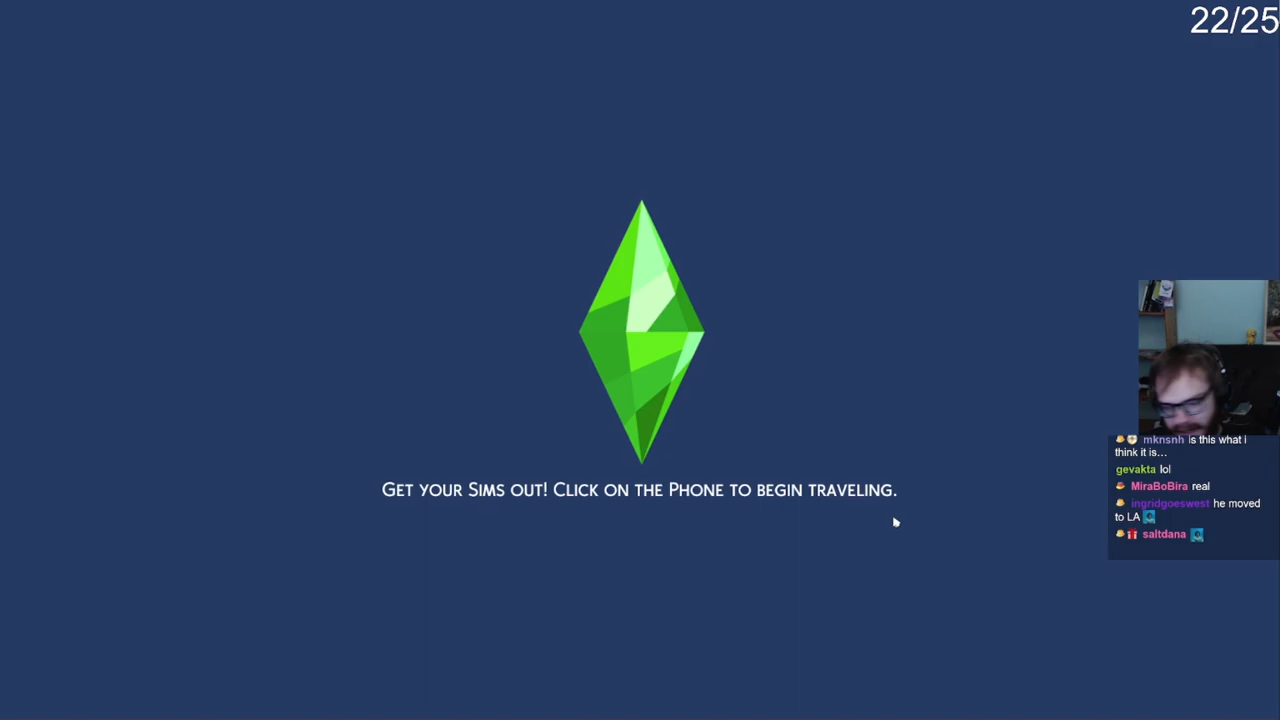 22/25
GET YOUR SIMS OUT! CLICK ON THE PHONE TO BEGIN TRAVELING.
mknsnh is this what i
think it is...
gevakta lol
MiraBoBira real
ingridgoeswest he moved
to LA
saltdana